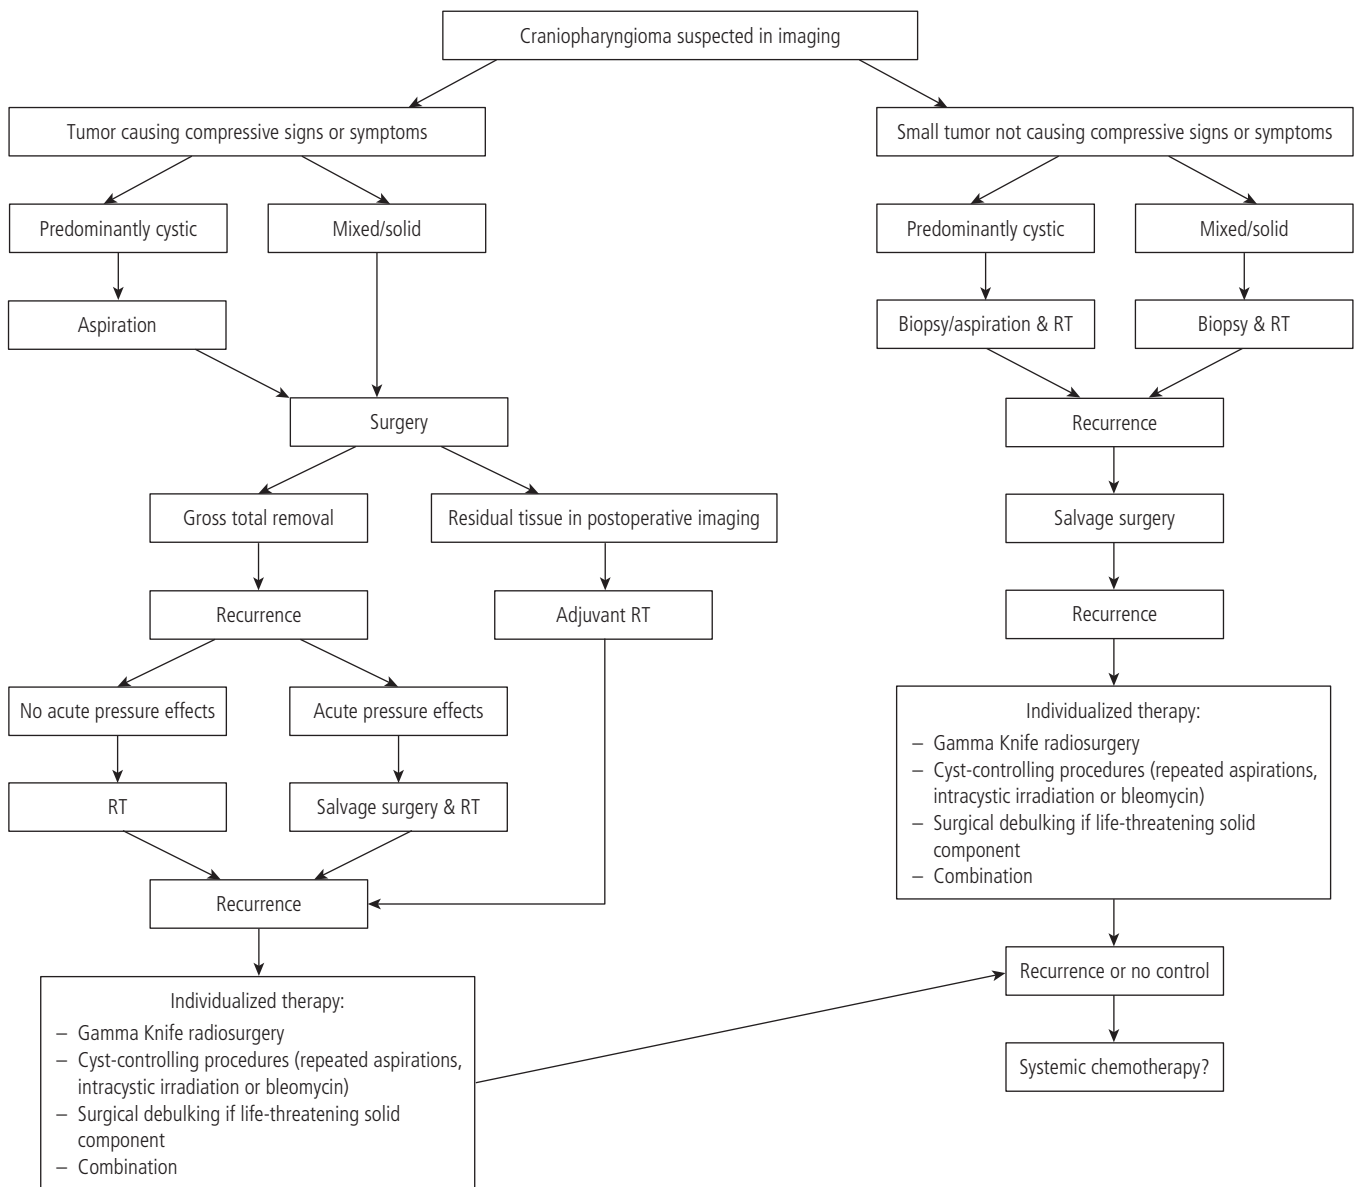 Craniopharyngioma suspected in imaging
Tumor causing compressive signs or symptoms
Small tumor not causing compressive signs or symptoms
Predominantly cystic
Mixed/solid
Predominantly cystic
Mixed/solid
Aspiration
Biopsy/aspiration & RT
Biopsy & RT
Surgery
Recurrence
Gross total removal
Residual tissue in postoperative imaging
Salvage surgery
Recurrence
Adjuvant RT
Recurrence
No acute pressure effects
Acute pressure effects
Individualized therapy:
– Gamma Knife radiosurgery
– Cyst-controlling procedures (repeated aspirations,
intracystic irradiation or bleomycin)
– Surgical debulking if life-threatening solid
component
– Combination
RT
Salvage surgery & RT
Recurrence
Recurrence or no control
Individualized therapy:
– Gamma Knife radiosurgery
– Cyst-controlling procedures (repeated aspirations,
intracystic irradiation or bleomycin)
– Surgical debulking if life-threatening solid
component
– Combination
Systemic chemotherapy?